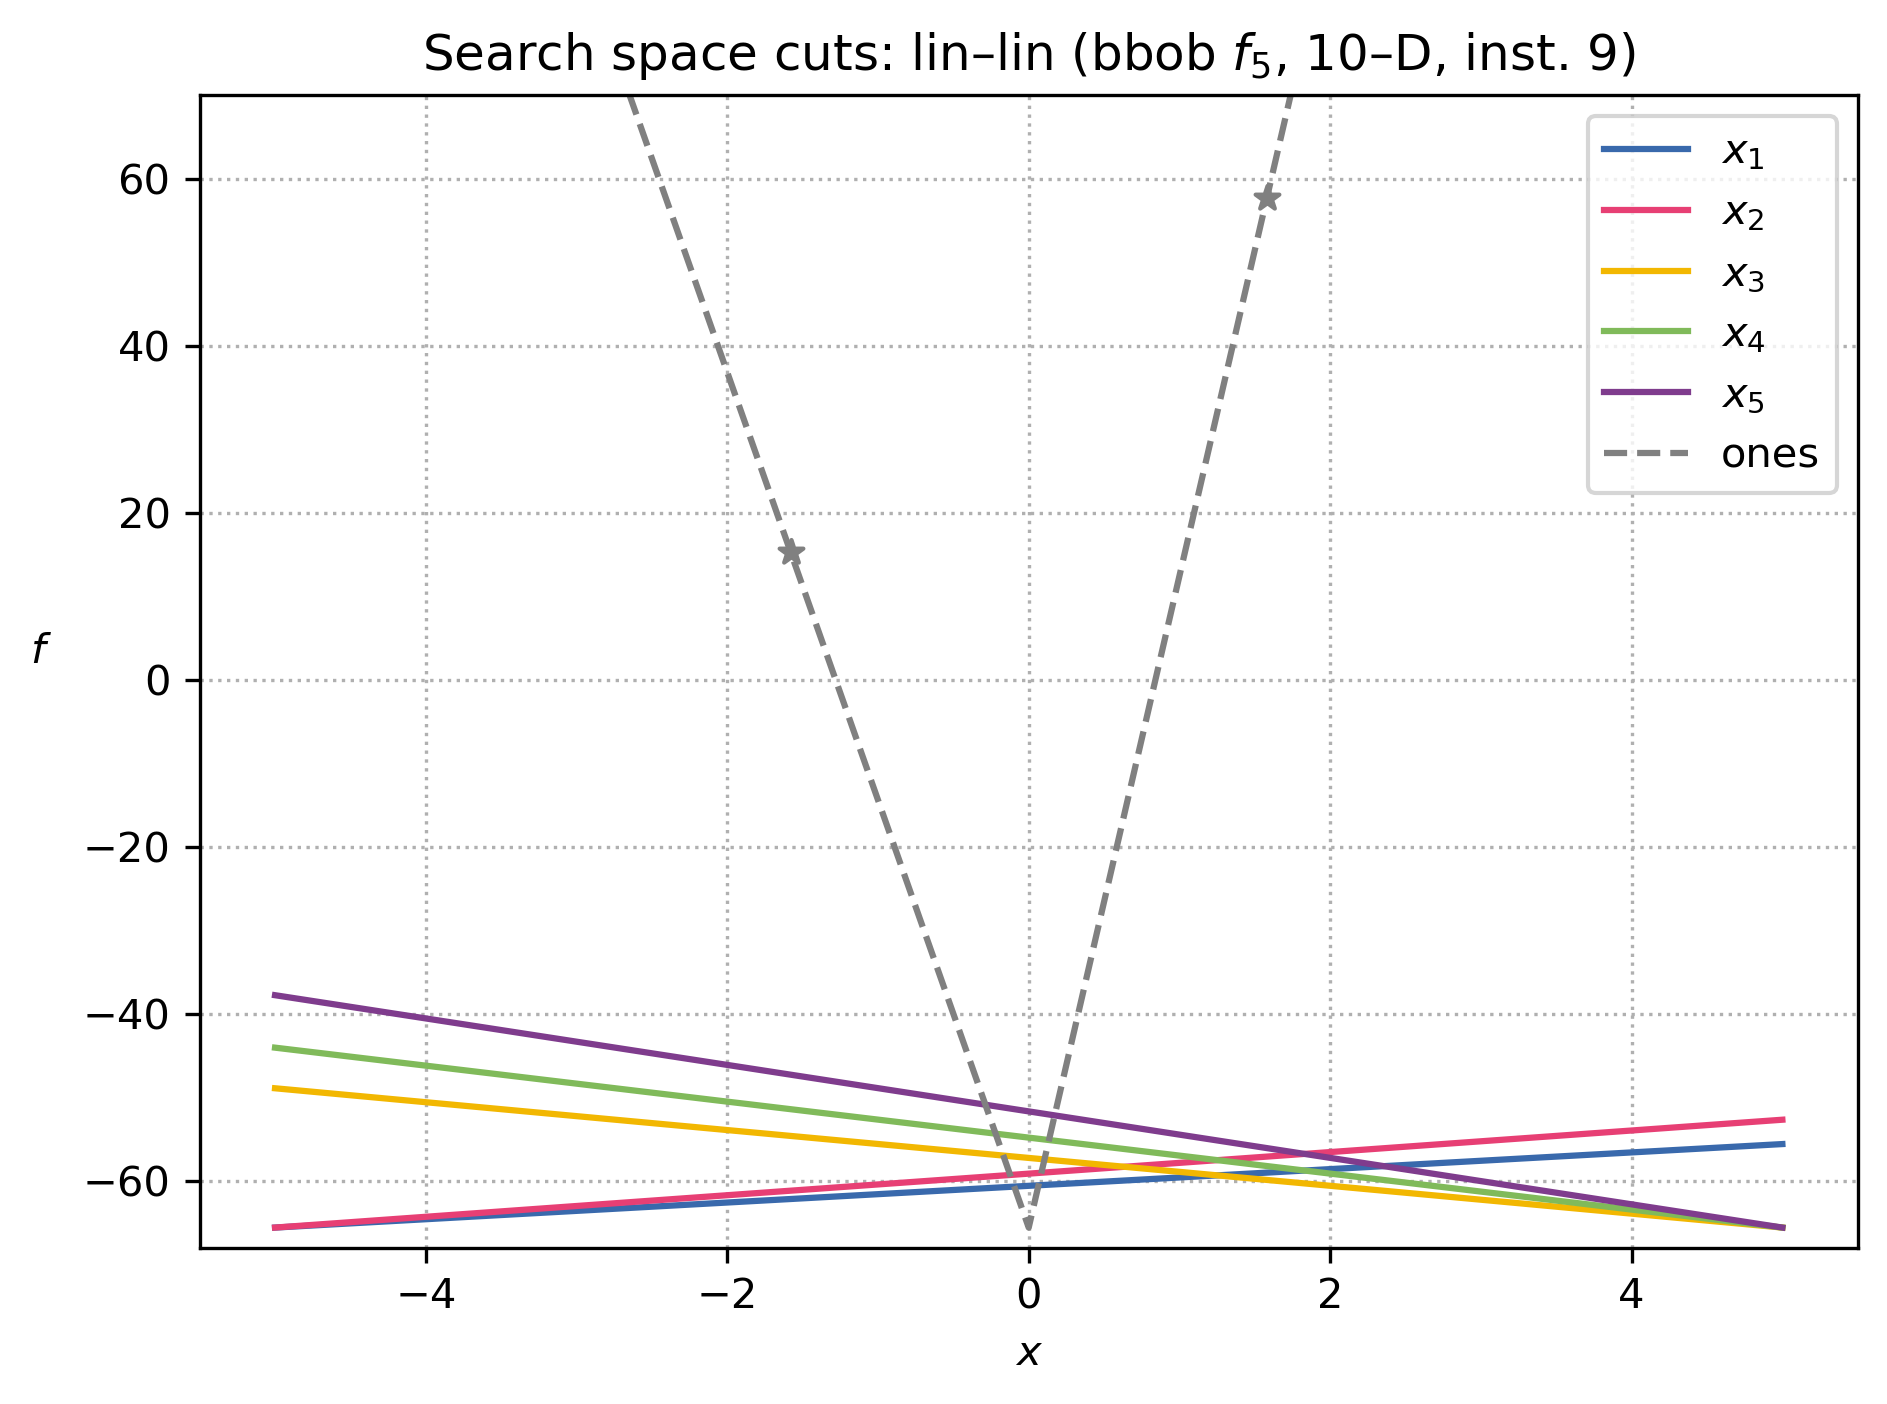 Search space cuts: lin–lin (bbob f₅, 10–D, inst. 9)
x₁
x₂
x₃
x₄
x₅
ones
60
40
20
0
−20
−40
−60
f
−4 −2 0 2 4
x